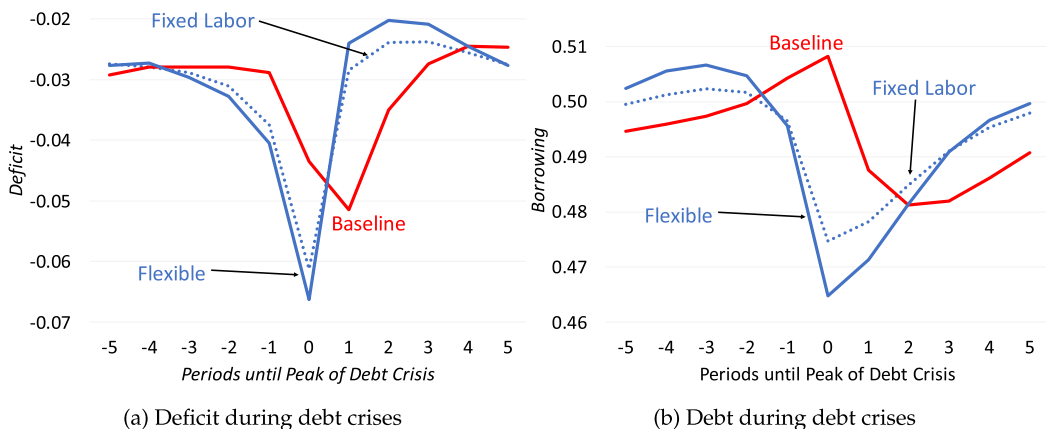 -0.02
-0.03
-0.04
-0.05
-0.06
-0.07
Deficit
Fixed Labor
Baseline
Flexible
-5 -4 -3 -2 -1 0 1 2 3 4 5
Periods until Peak of Debt Crisis
(a) Deficit during debt crises
0.51
0.50
0.49
0.48
0.47
0.46
Borrowing
Baseline
Fixed Labor
Flexible
-5 -4 -3 -2 -1 0 1 2 3 4 5
Periods until Peak of Debt Crisis
(b) Debt during debt crises